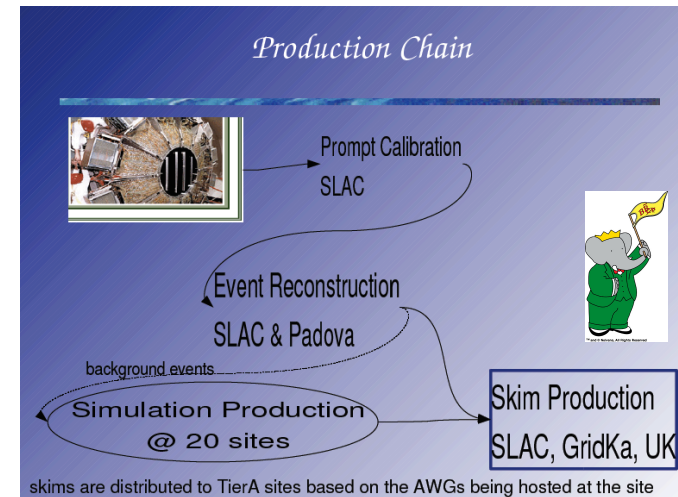 Production Chain
Prompt Calibration
SLAC
Event Reconstruction
SLAC & Padova
background events
Simulation Production
@ 20 sites
Skim Production
SLAC, GridKa, UK
skims are distributed to TierA sites based on the AWGs being hosted at the site